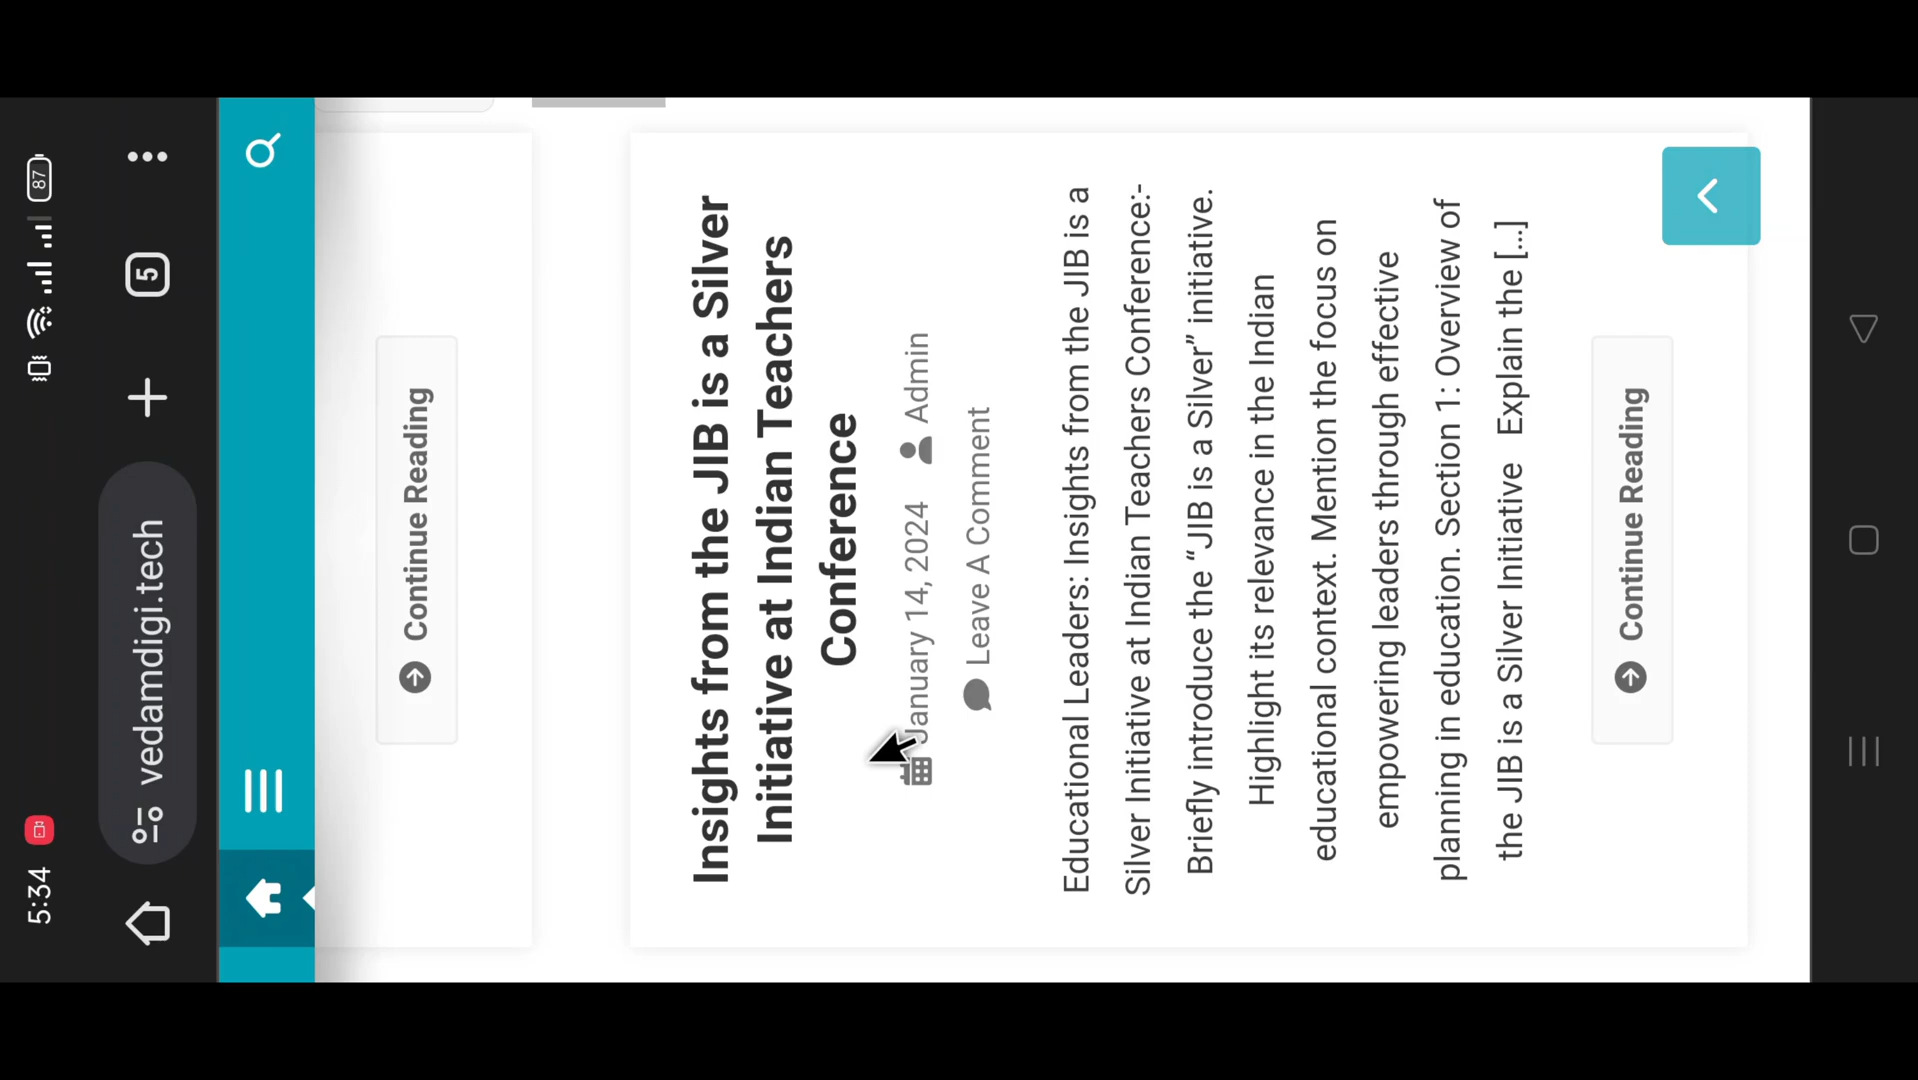 5:34
87
vedamdigi.tech
5
Continue Reading
Insights from the JIB is a Silver
Initiative at Indian Teachers
Conference
January 14, 2024 Admin
Leave A Comment
Educational Leaders: Insights from the JIB is a
Silver Initiative at Indian Teachers Conference:-
Briefly introduce the “JIB is a Silver” initiative.
Highlight its relevance in the Indian
educational context. Mention the focus on
empowering leaders through effective
planning in education. Section 1: Overview of
the JIB is a Silver Initiative Explain the [...]
Continue Reading